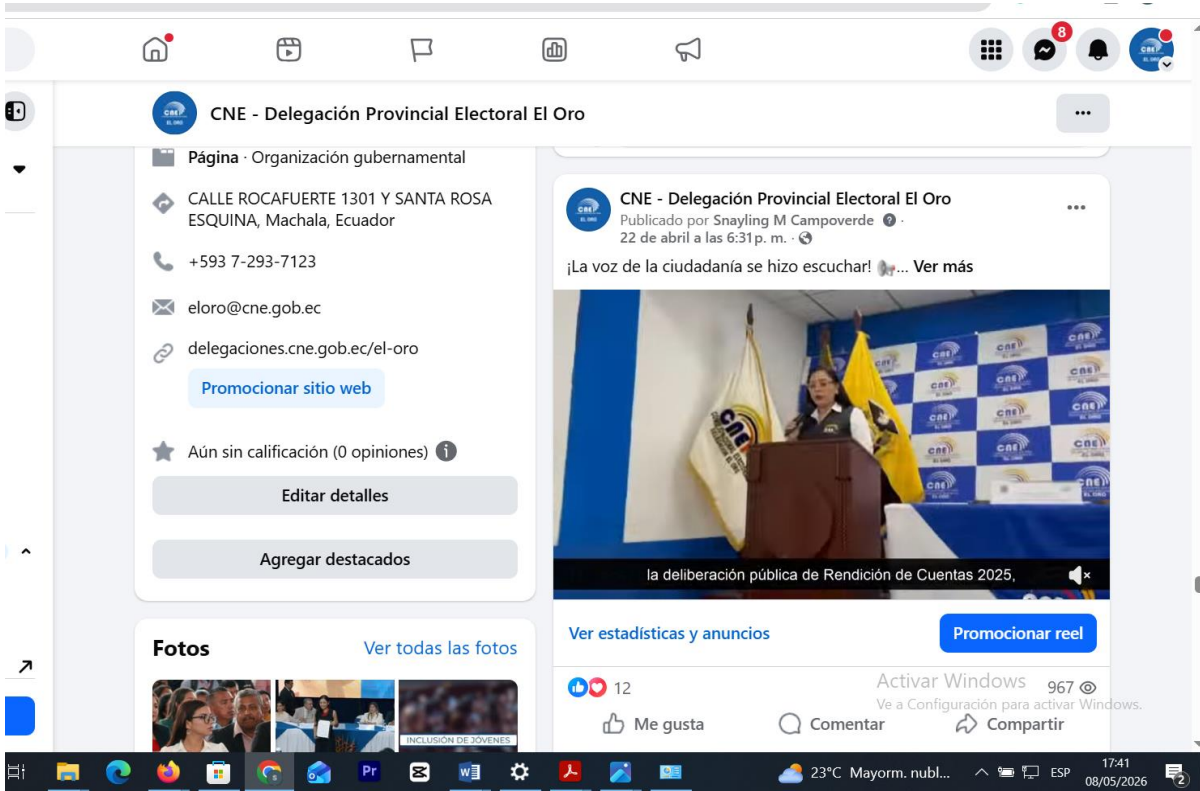 8
CNE - Delegación Provincial Electoral El Oro
Página · Organización gubernamental
CALLE ROCAFUERTE 1301 Y SANTA ROSA
ESQUINA, Machala, Ecuador
+593 7-293-7123
eloro@cne.gob.ec
delegaciones.cne.gob.ec/el-oro
Promocionar sitio web
Aún sin calificación (0 opiniones)
Editar detalles
Agregar destacados
Fotos
Ver todas las fotos
INCLUSIÓN DE JÓVENES
CNE - Delegación Provincial Electoral El Oro
Publicado por Snayling M Campoverde
22 de abril a las 6:31 p. m. ·
¡La voz de la ciudadanía se hizo escuchar! ... Ver más
CNE
la deliberación pública de Rendición de Cuentas 2025,
Ver estadísticas y anuncios
Promocionar reel
12
967
Me gusta
Comentar
Compartir
Activar Windows
Ve a Configuración para activar Windows.
Pr
23°C Mayorm. nubl...
ESP
17:41
08/05/2026
2